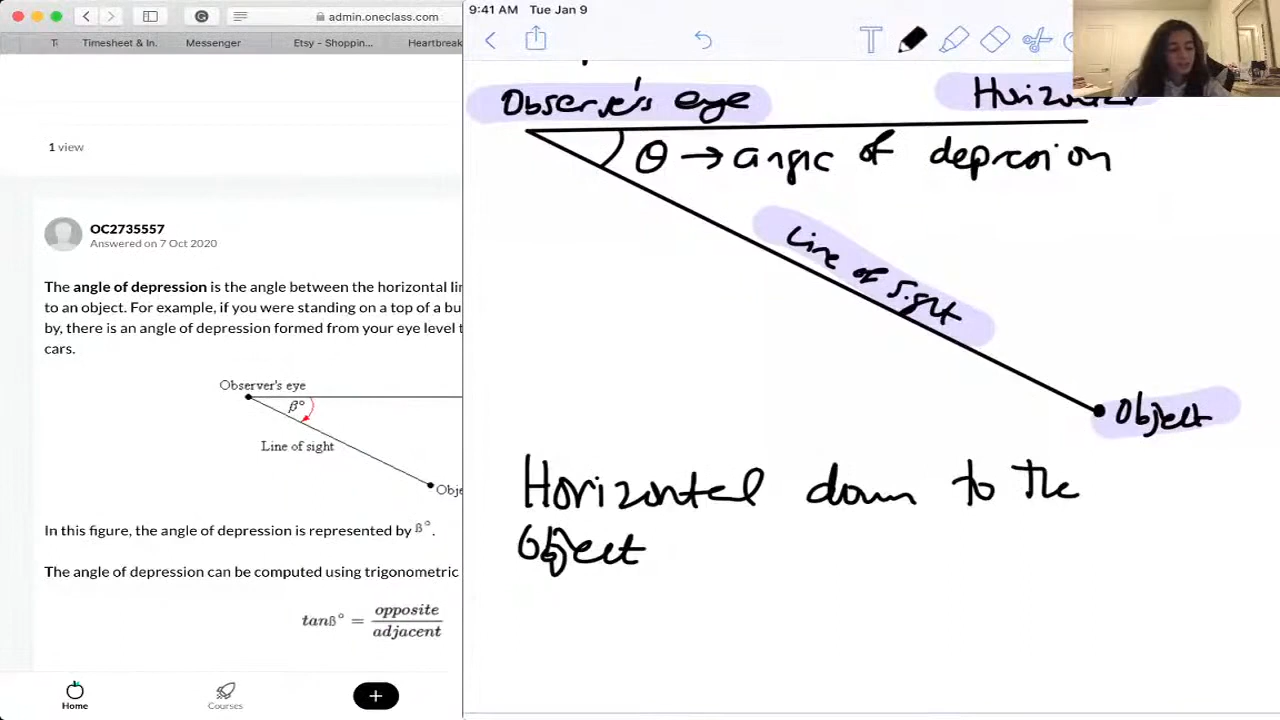 admin.oneclass.com
Timesheet & In.
Messenger
Etsy - Shoppin...
Heartbreak
1 view
OC2735557
Answered on 7 Oct 2020
The angle of depression is the angle between the horizontal li
to an object. For example, if you were standing on a top of a bu
by, there is an angle of depression formed from your eye level t
cars.
Observer's eye
β°
Line of sight
Obje
In this figure, the angle of depression is represented by ß°.
The angle of depression can be computed using trigonometric
tanß° = opposite / adjacent
Home
Courses
9:41 AM Tue Jan 9
Observer's eye
Horizontal
θ → angle of depression
Line of sight
Object
Horizontal down to the
Object